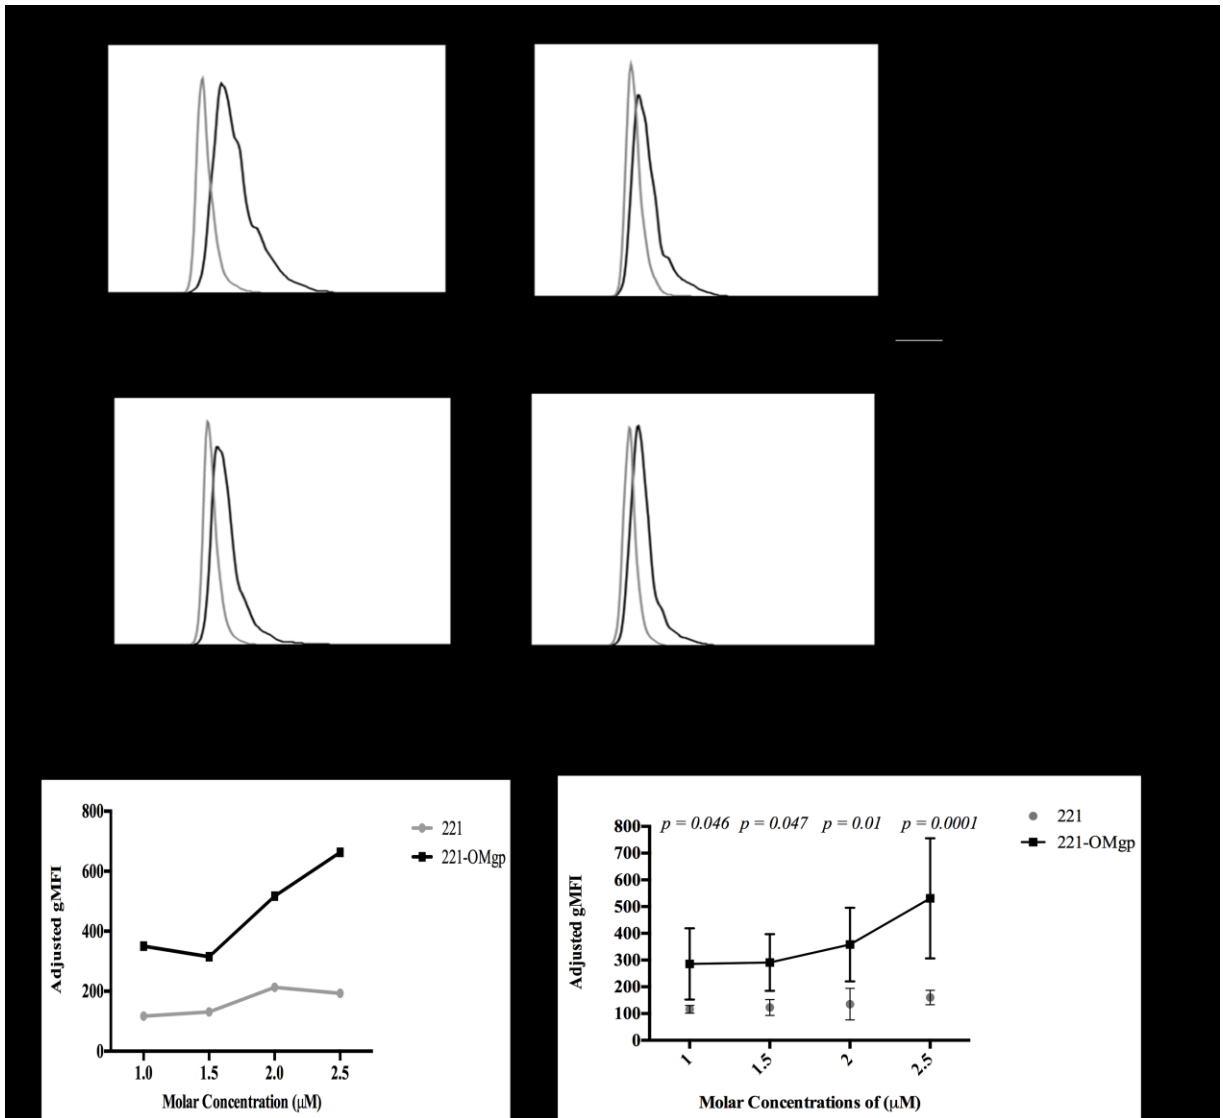 800
600
400
200
0
Adjusted gMFI
1.0 1.5 2.0 2.5
Molar Concentration (μM)
221
221-OMgp
p = 0.046 p = 0.047 p = 0.01 p = 0.0001
800
700
600
500
400
300
200
100
0
Adjusted gMFI
1 1.5 2 2.5
Molar Concentrations of (μM)
221
221-OMgp